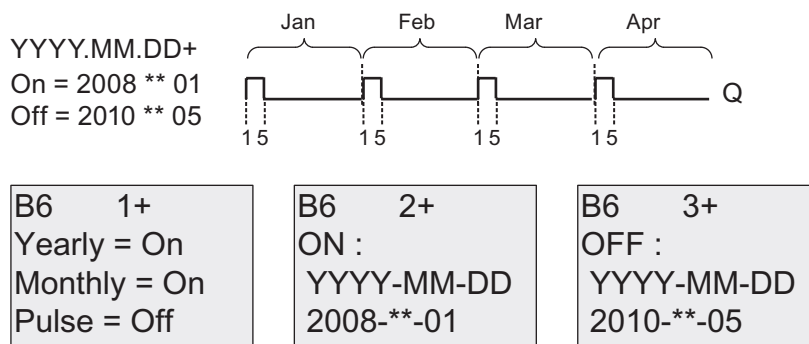 Jan Feb Mar Apr
YYYY.MM.DD+
On = 2008 ** 01
Off = 2010 ** 05
Q
1 5 1 5 1 5 1 5
B6 1+
Yearly = On
Monthly = On
Pulse = Off
B6 2+
ON :
YYYY-MM-DD
2008-**-01
B6 3+
OFF :
YYYY-MM-DD
2010-**-05